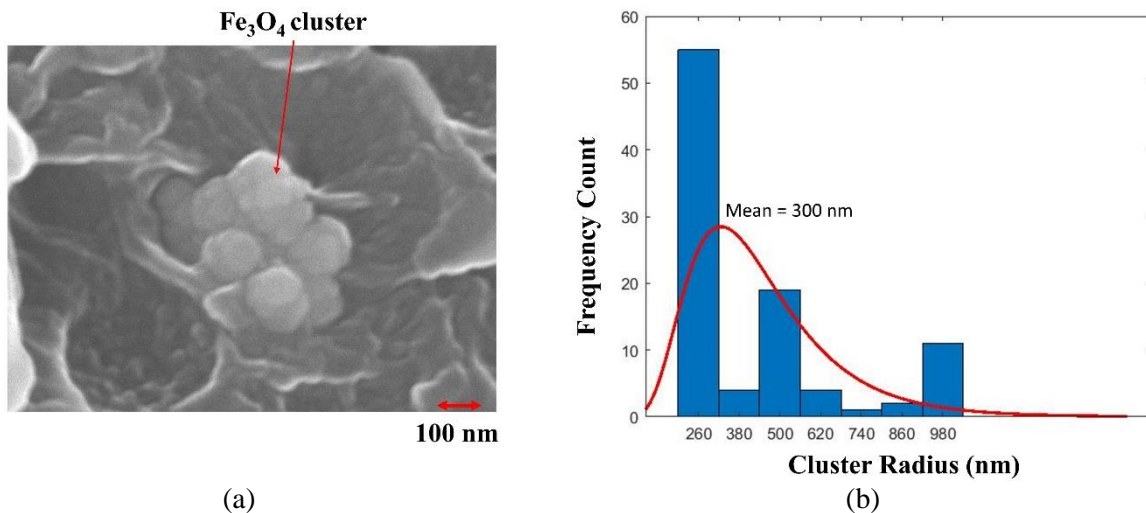 Fe₃O₄ cluster
100 nm
(a)
60
50
40
30
20
10
0
Frequency Count
Mean = 300 nm
260 380 500 620 740 860 980
Cluster Radius (nm)
(b)